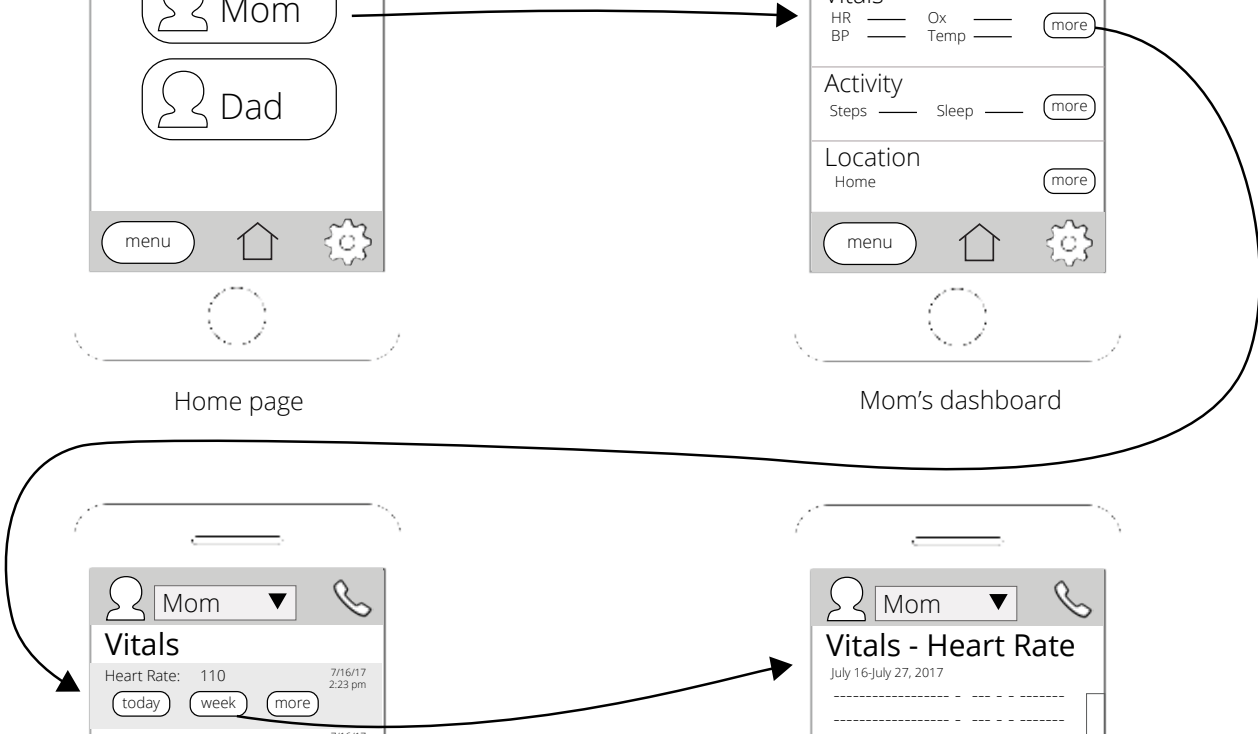 Mom
Dad
menu
Home page
Vitals
HR Ox
BP Temp more
Activity
Steps Sleep more
Location
Home more
menu
Mom’s dashboard
Mom
Vitals
Heart Rate: 110 7/16/17
2:23 pm
today week more
Mom
Vitals - Heart Rate
July 16-July 27, 2017